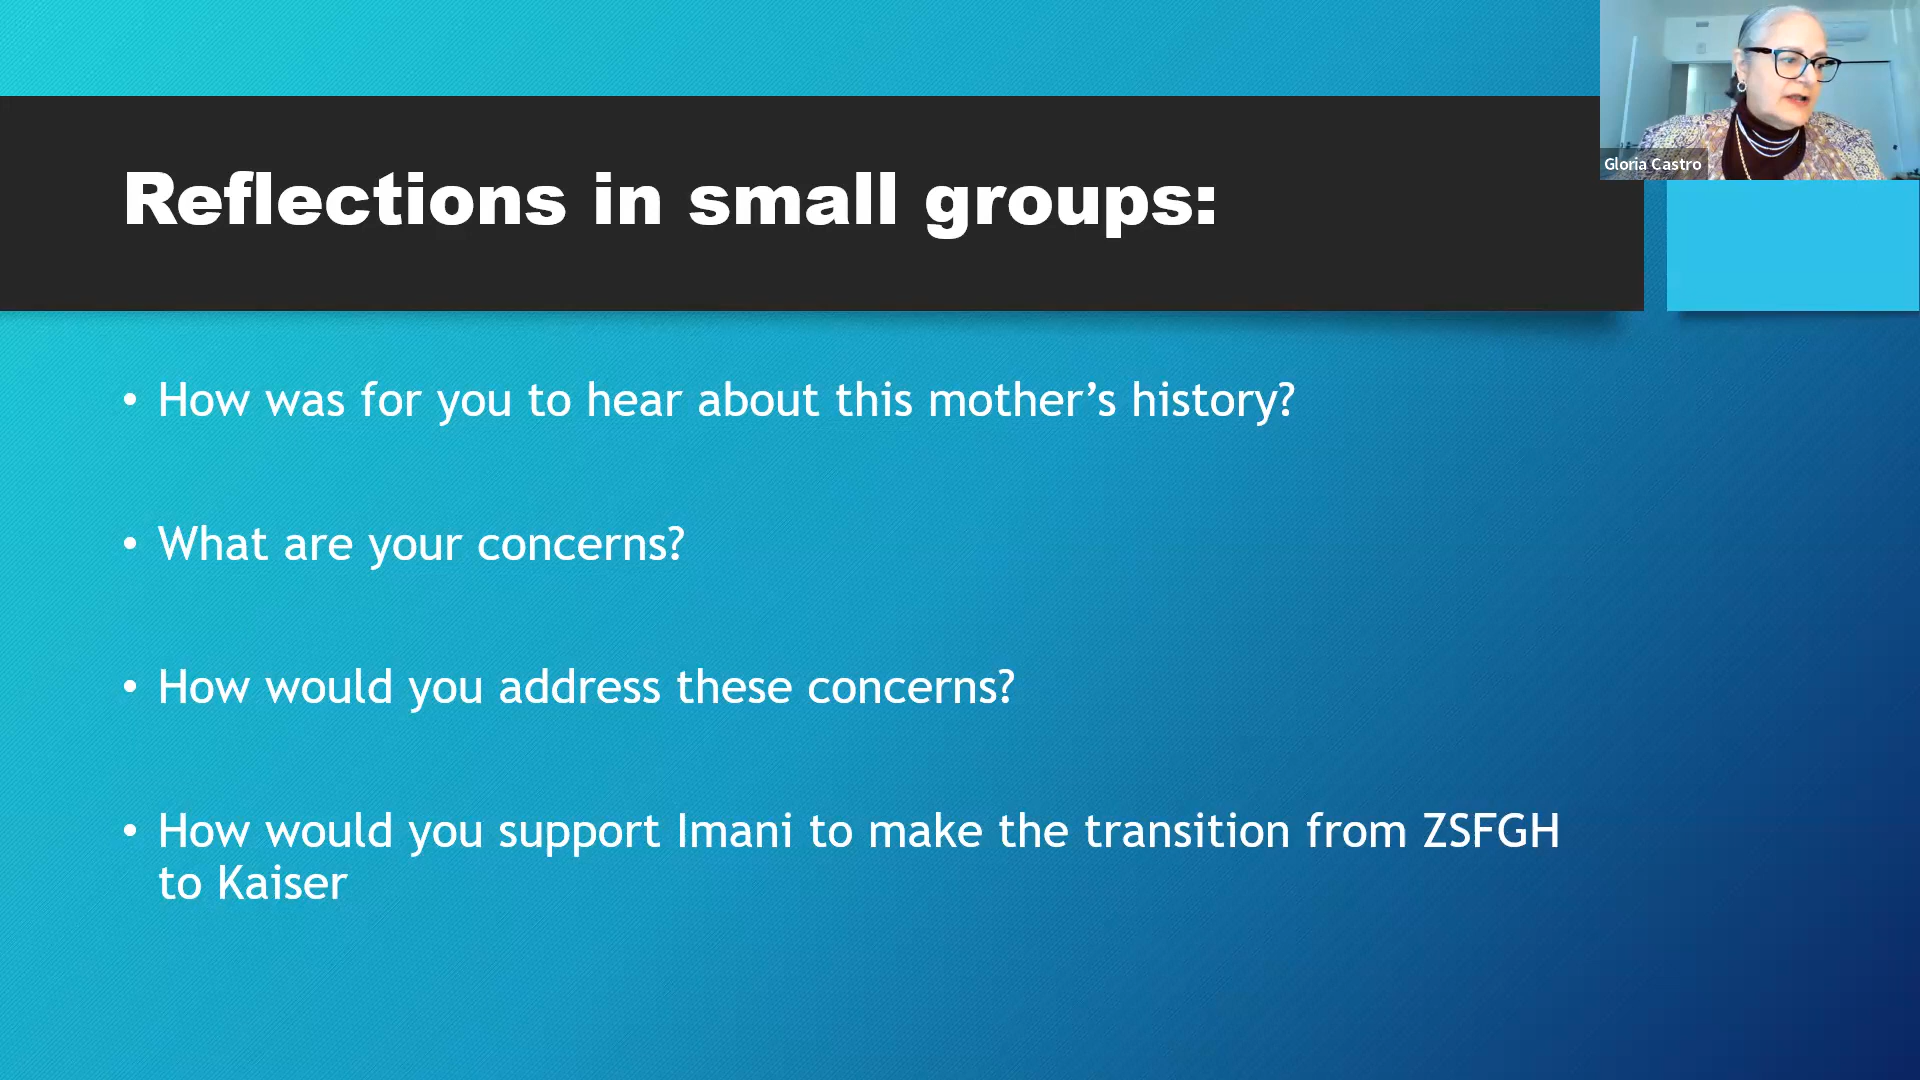 Gloria Castro
Reflections in small groups:
• How was for you to hear about this mother’s history?
• What are your concerns?
• How would you address these concerns?
• How would you support Imani to make the transition from ZSFGH
to Kaiser